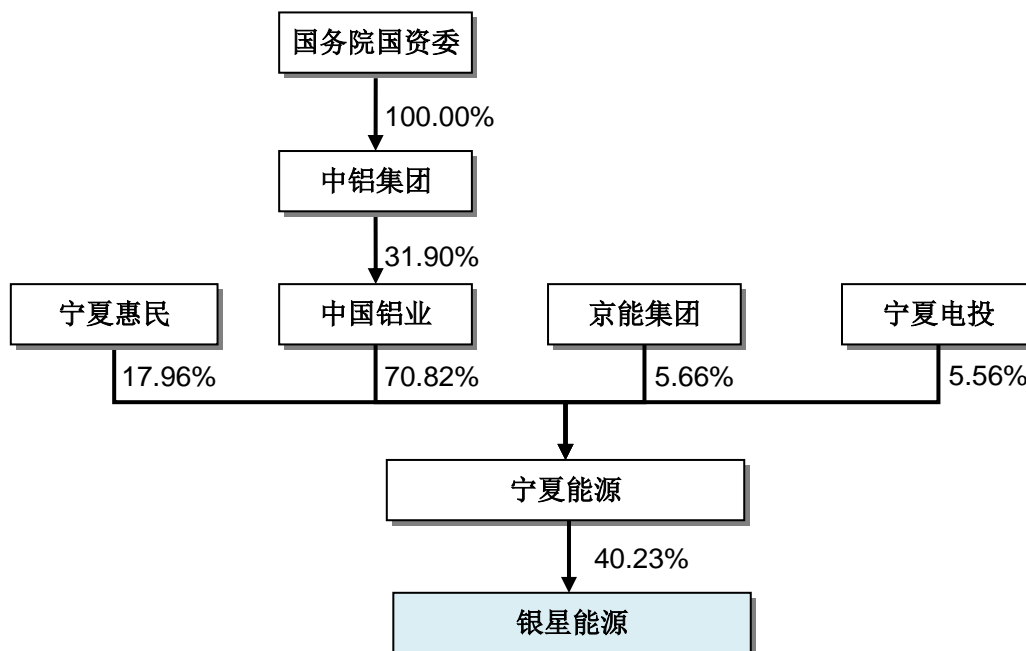 国务院国资委
100.00%
中铝集团
31.90%
宁夏惠民
中国铝业
京能集团
宁夏电投
17.96%
70.82%
5.66%
5.56%
宁夏能源
40.23%
银星能源